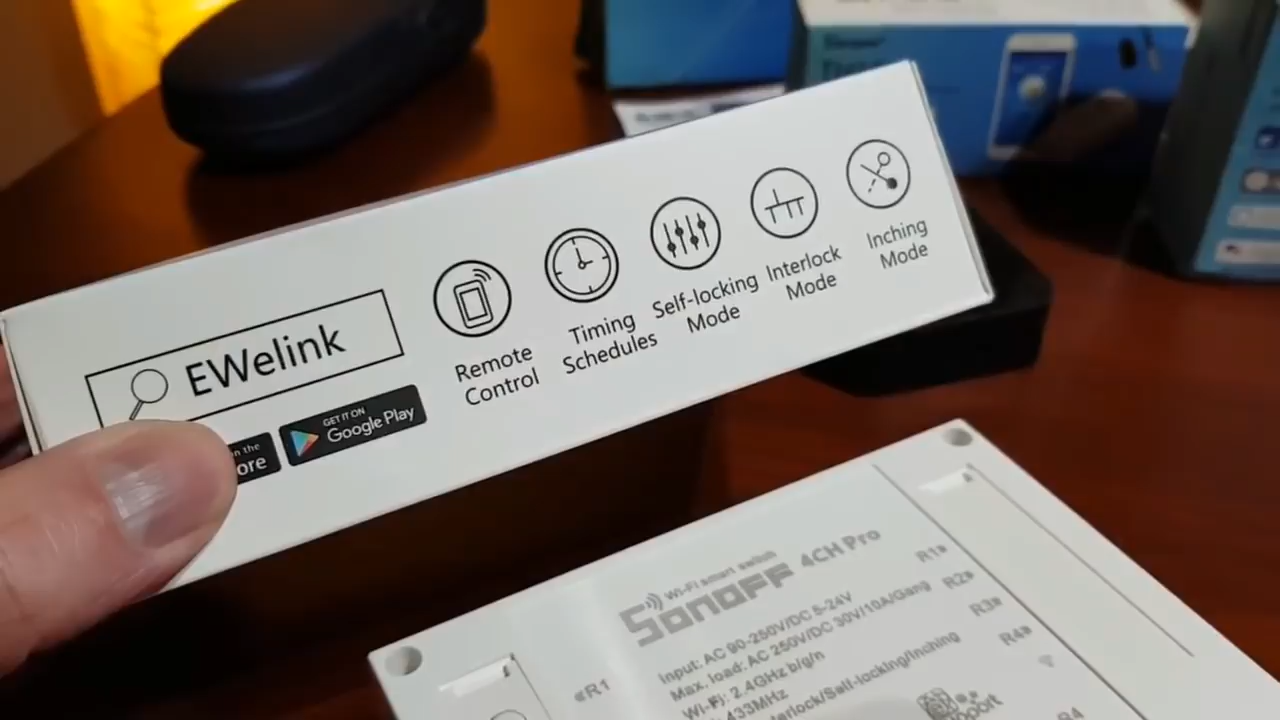 EWelink
GET IT ON
Google Play
Remote
Control
Timing
Schedules
Self-locking
Mode
Interlock
Mode
Inching
Mode
Wi-Fi smart switch
SONOFF 4CH Pro
Input: AC 90-250V/DC 5-24V
Max. load: AC 250V/DC 30V/10A/Gang
Wi-Fi: 2.4GHz b/g/n
433MHz
/Self-locking/Inching
R1
R2
R3
R4
R1